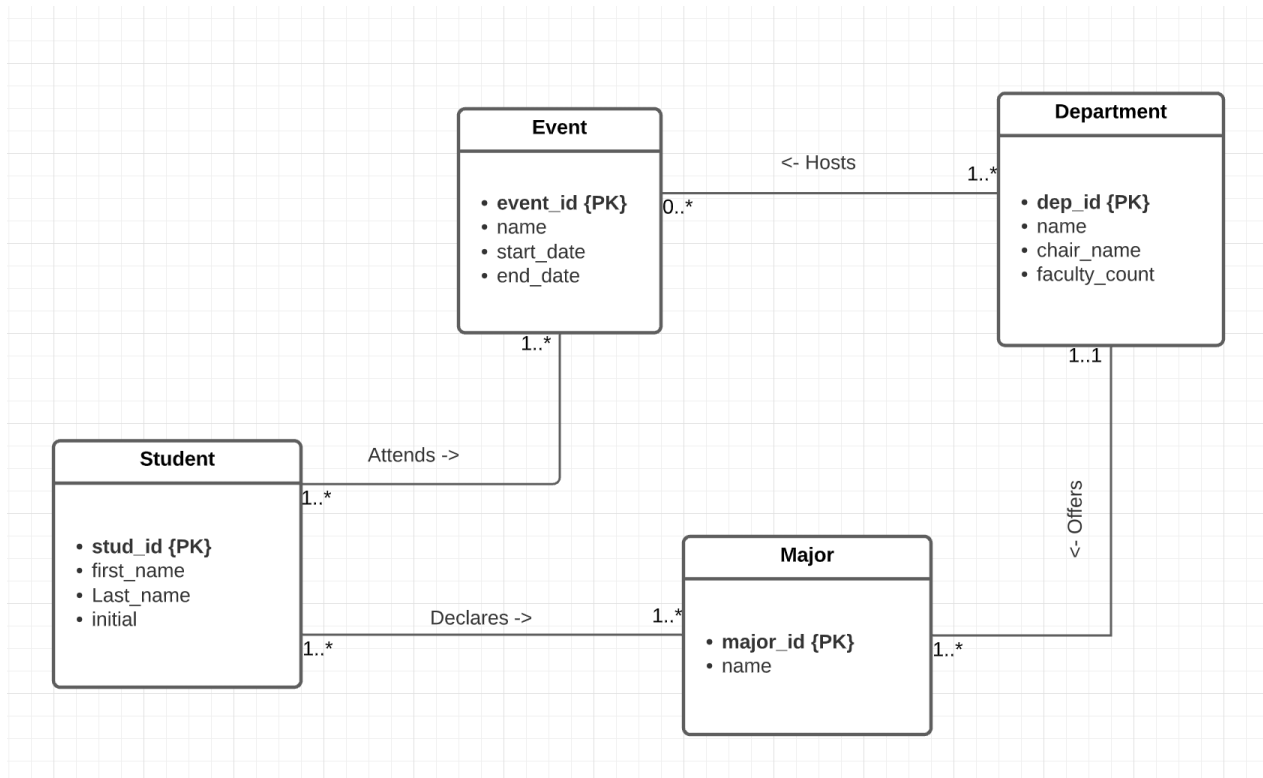 Event
• event_id {PK}
• name
• start_date
• end_date
<- Hosts
0..*
1..*
Department
• dep_id {PK}
• name
• chair_name
• faculty_count
1..*
1..1
Attends ->
1..*
Student
• stud_id {PK}
• first_name
• Last_name
• initial
Declares ->
1..*
1..*
Major
• major_id {PK}
• name
1..*
<- Offers